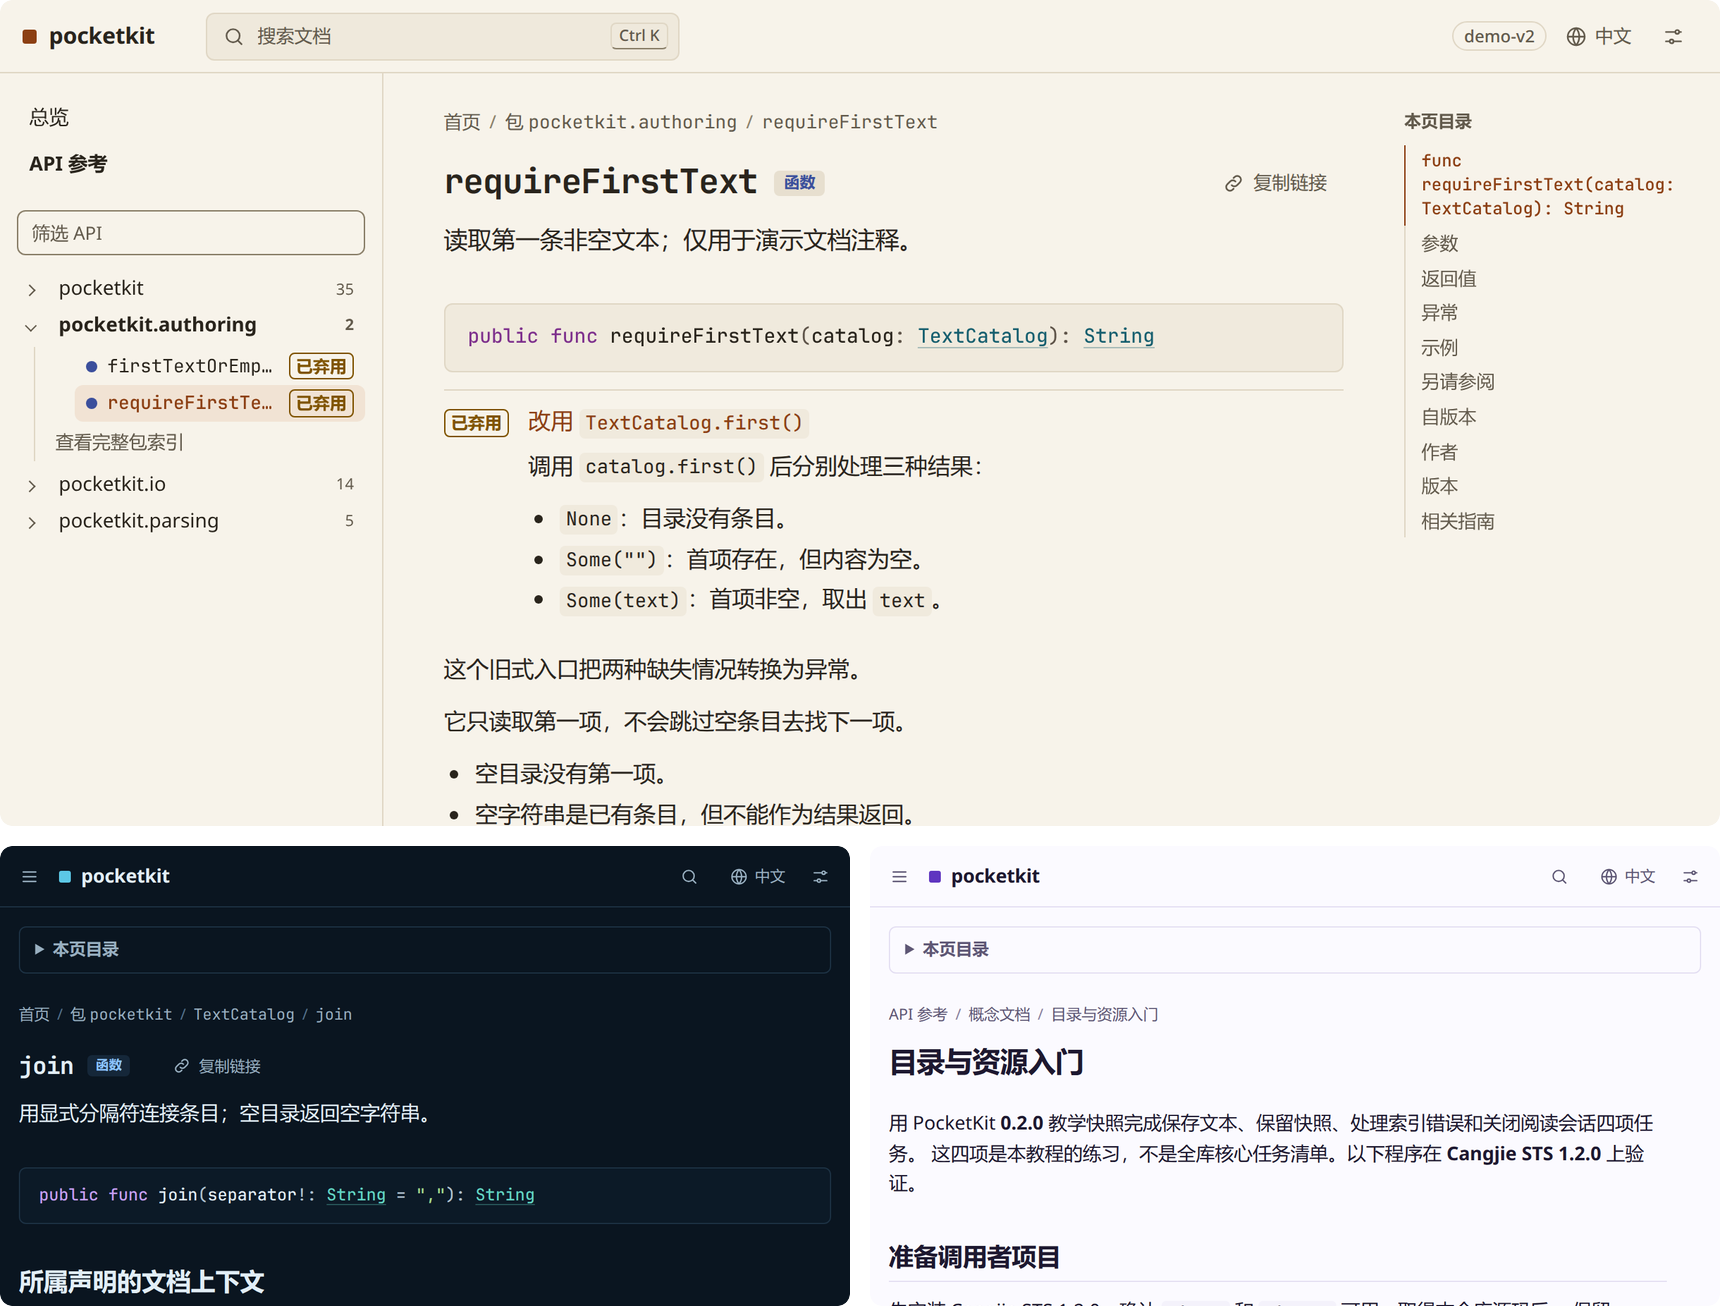 pocketkit
搜索文档
Ctrl K
demo-v2
中文
总览
API 参考
筛选 API
pocketkit 35
pocketkit.authoring 2
firstTextOrEmp… 已弃用
requireFirstTe… 已弃用
查看完整包索引
pocketkit.io 14
pocketkit.parsing 5
首页 / 包 pocketkit.authoring / requireFirstText
requireFirstText 函数
复制链接
读取第一条非空文本；仅用于演示文档注释。
public func requireFirstText(catalog: TextCatalog): String
已弃用 改用 TextCatalog.first()
调用 catalog.first() 后分别处理三种结果：
None：目录没有条目。
Some("")：首项存在，但内容为空。
Some(text)：首项非空，取出 text。
这个旧式入口把两种缺失情况转换为异常。
它只读取第一项，不会跳过空条目去找下一项。
空目录没有第一项。
空字符串是已有条目，但不能作为结果返回。
本页目录
func
requireFirstText(catalog:
TextCatalog): String
参数
返回值
异常
示例
另请参阅
自版本
作者
版本
相关指南
pocketkit
中文
本页目录
首页 / 包 pocketkit / TextCatalog / join
join 函数 复制链接
用显式分隔符连接条目；空目录返回空字符串。
public func join(separator!: String = ","): String
所属声明的文档上下文
pocketkit
中文
本页目录
API 参考 / 概念文档 / 目录与资源入门
目录与资源入门
用 PocketKit 0.2.0 教学快照完成保存文本、保留快照、处理索引错误和关闭阅读会话四项任
务。 这四项是本教程的练习，不是全库核心任务清单。以下程序在 Cangjie STS 1.2.0 上验
证。
准备调用者项目